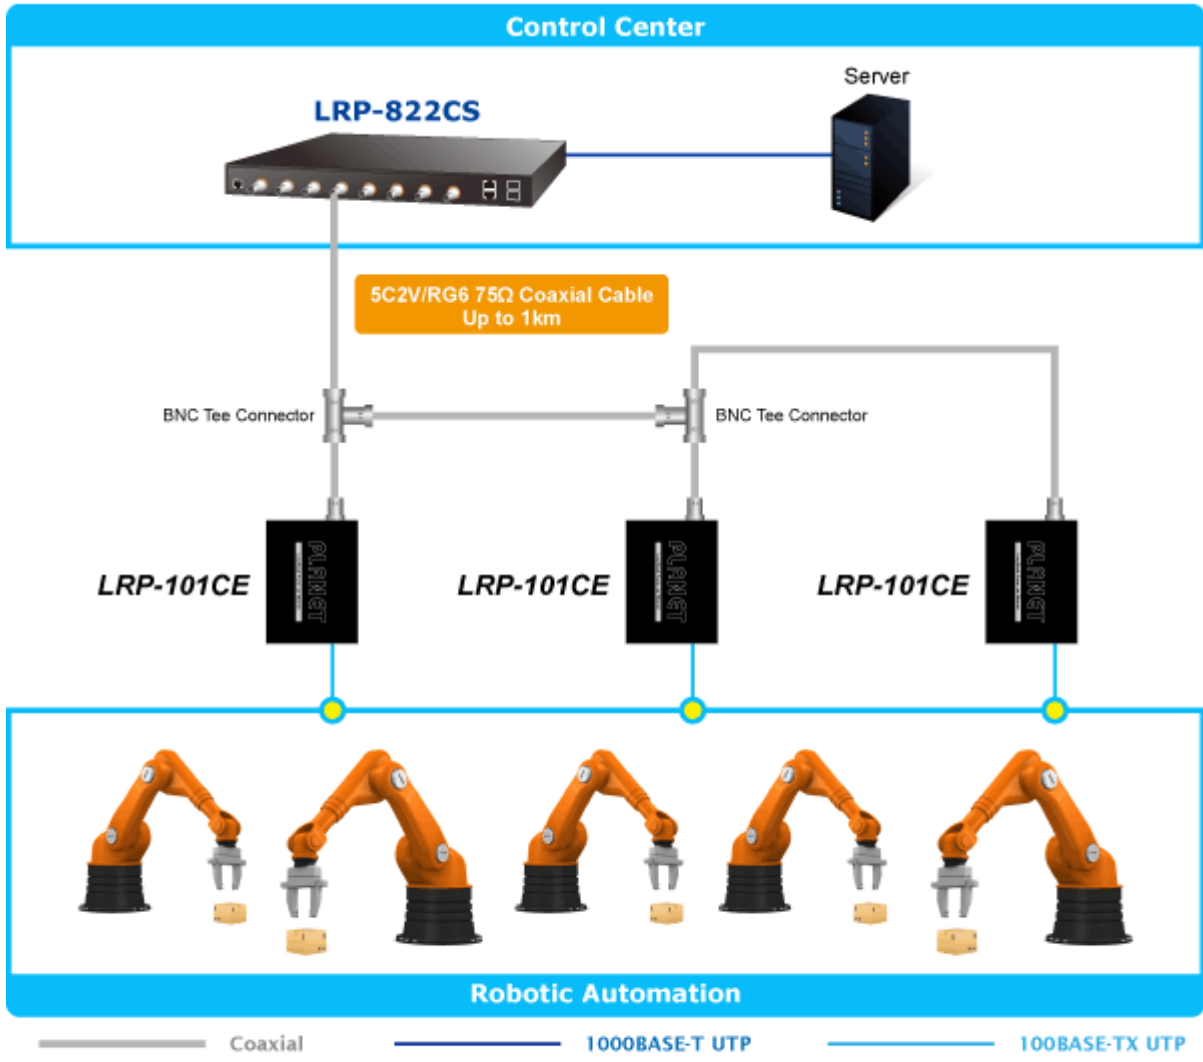 Control Center
Server
LRP-822CS
5C2V/RG6 75Ω Coaxial Cable
Up to 1km
BNC Tee Connector
BNC Tee Connector
LRP-101CE
PLANET
LRP-101CE
PLANET
LRP-101CE
PLANET
Robotic Automation
Coaxial
1000BASE-T UTP
100BASE-TX UTP